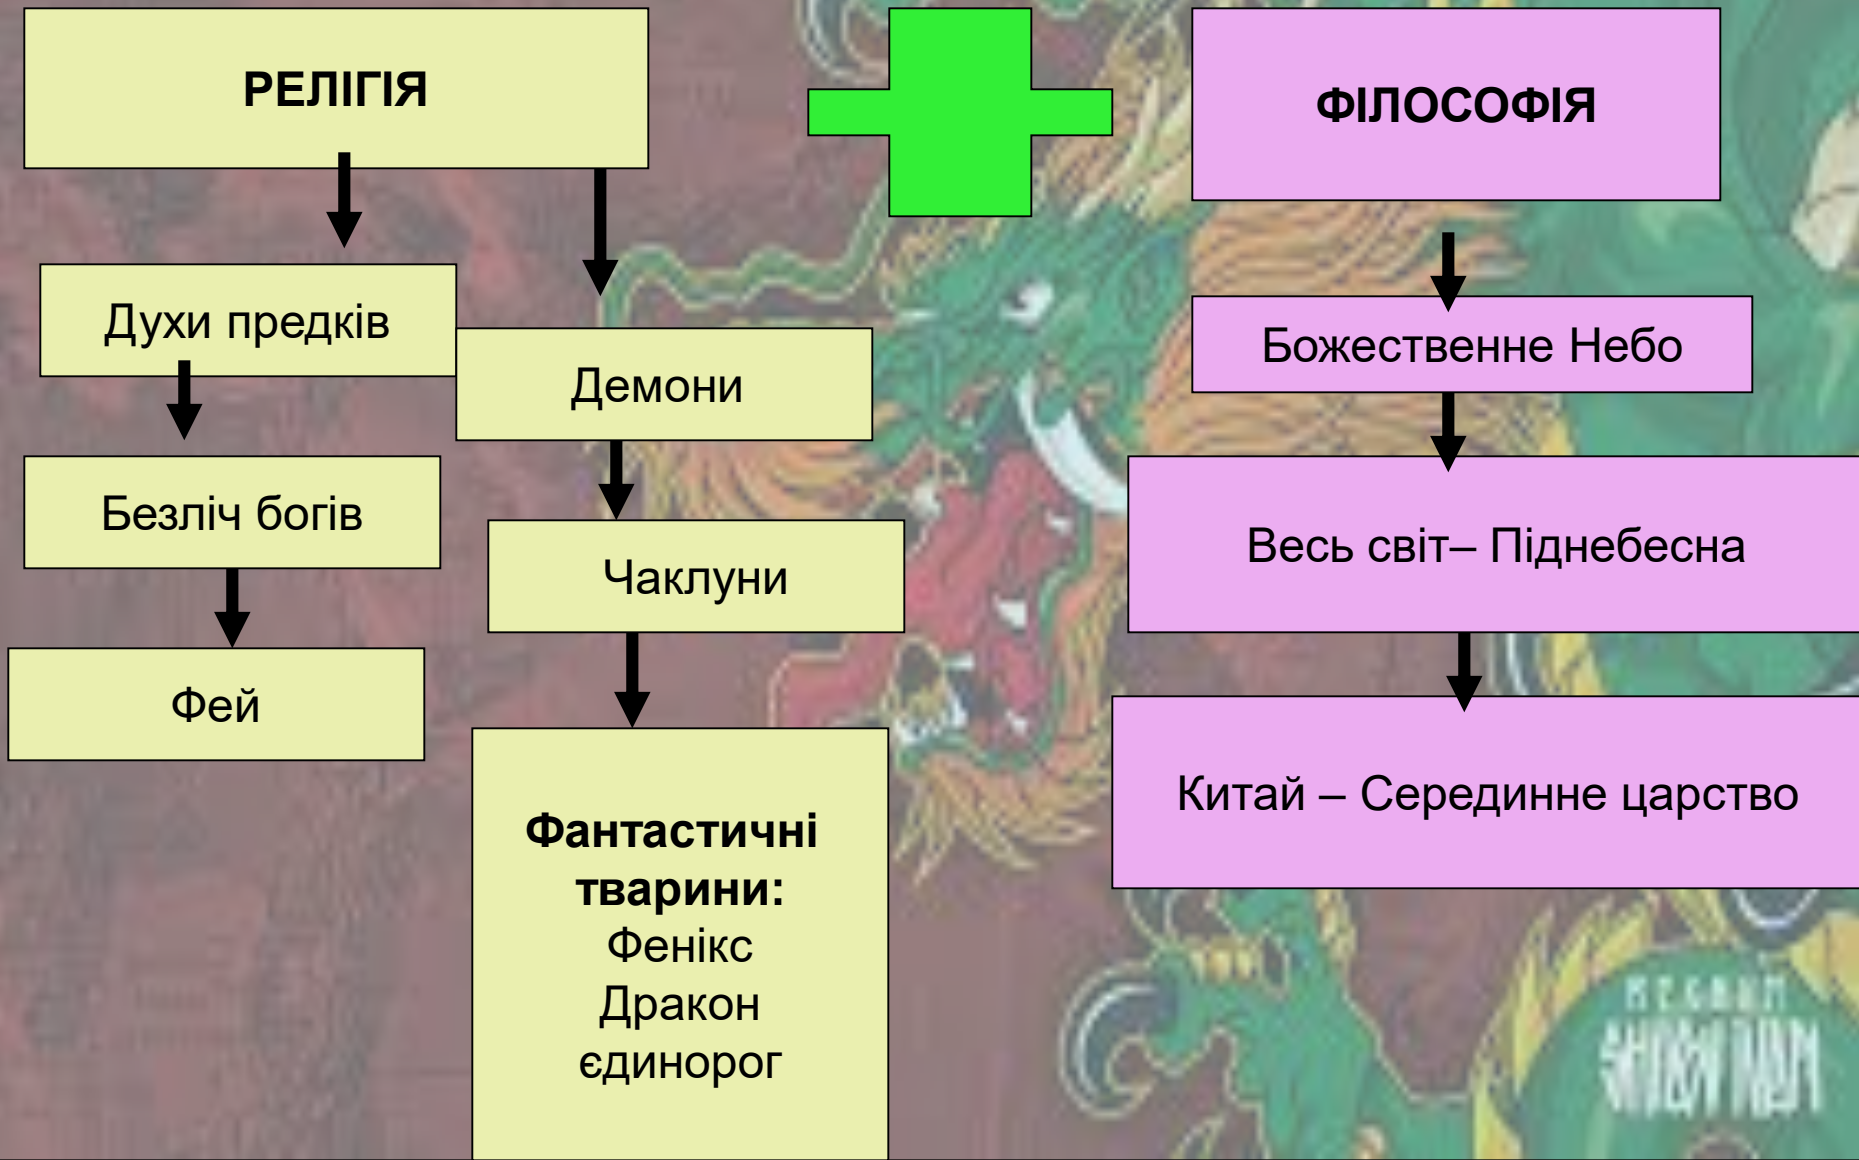 РЕЛІГІЯ
Духи предків
Безліч богів
Фей
Демони
Чаклуни
Фантастичні
тварини:
Фенікс
Дракон
єдинорог
ФІЛОСОФІЯ
Божественне Небо
Весь світ– Піднебесна
Китай – Серединне царство